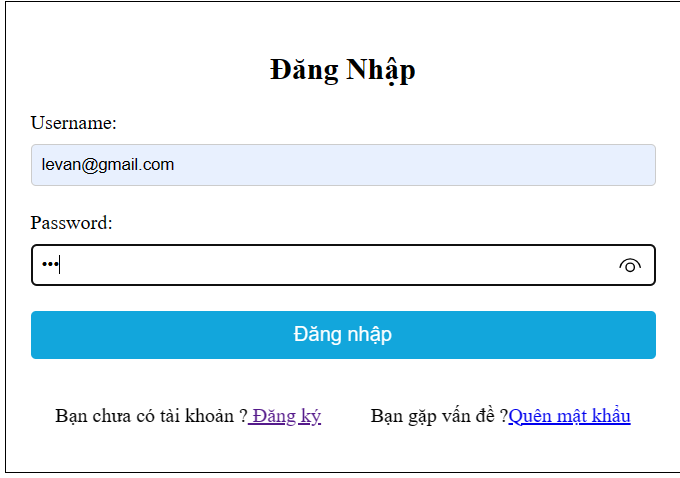 Đăng Nhập
Username:
levan@gmail.com
Password:
•••
Đăng nhập
Bạn chưa có tài khoản ? Đăng ký Bạn gặp vấn đề ?Quên mật khẩu